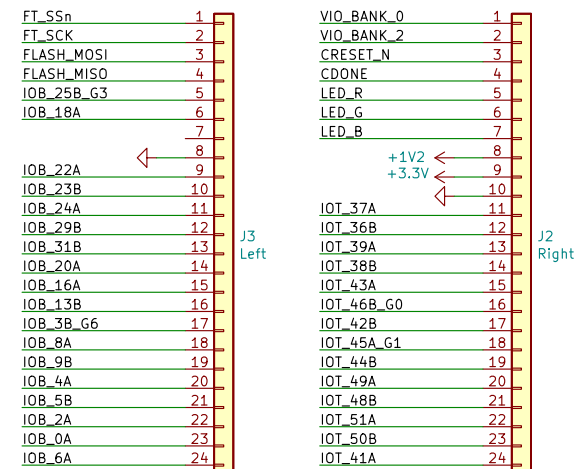 FT_SSn 1
FT_SCK 2
FLASH_MOSI 3
FLASH_MISO 4
IOB_25B_G3 5
IOB_18A 6
7
8
IOB_22A 9
IOB_23B 10
IOB_24A 11
IOB_29B 12
IOB_31B 13
IOB_20A 14
IOB_16A 15
IOB_13B 16
IOB_3B_G6 17
IOB_8A 18
IOB_9B 19
IOB_4A 20
IOB_5B 21
IOB_2A 22
IOB_0A 23
IOB_6A 24
J3
Left
VIO_BANK_0 1
VIO_BANK_2 2
CRESET_N 3
CDONE 4
LED_R 5
LED_G 6
LED_B 7
+1V2 8
+3.3V 9
10
IOT_37A 11
IOT_36B 12
IOT_39A 13
IOT_38B 14
IOT_43A 15
IOT_46B_G0 16
IOT_42B 17
IOT_45A_G1 18
IOT_44B 19
IOT_49A 20
IOT_48B 21
IOT_51A 22
IOT_50B 23
IOT_41A 24
J2
Right